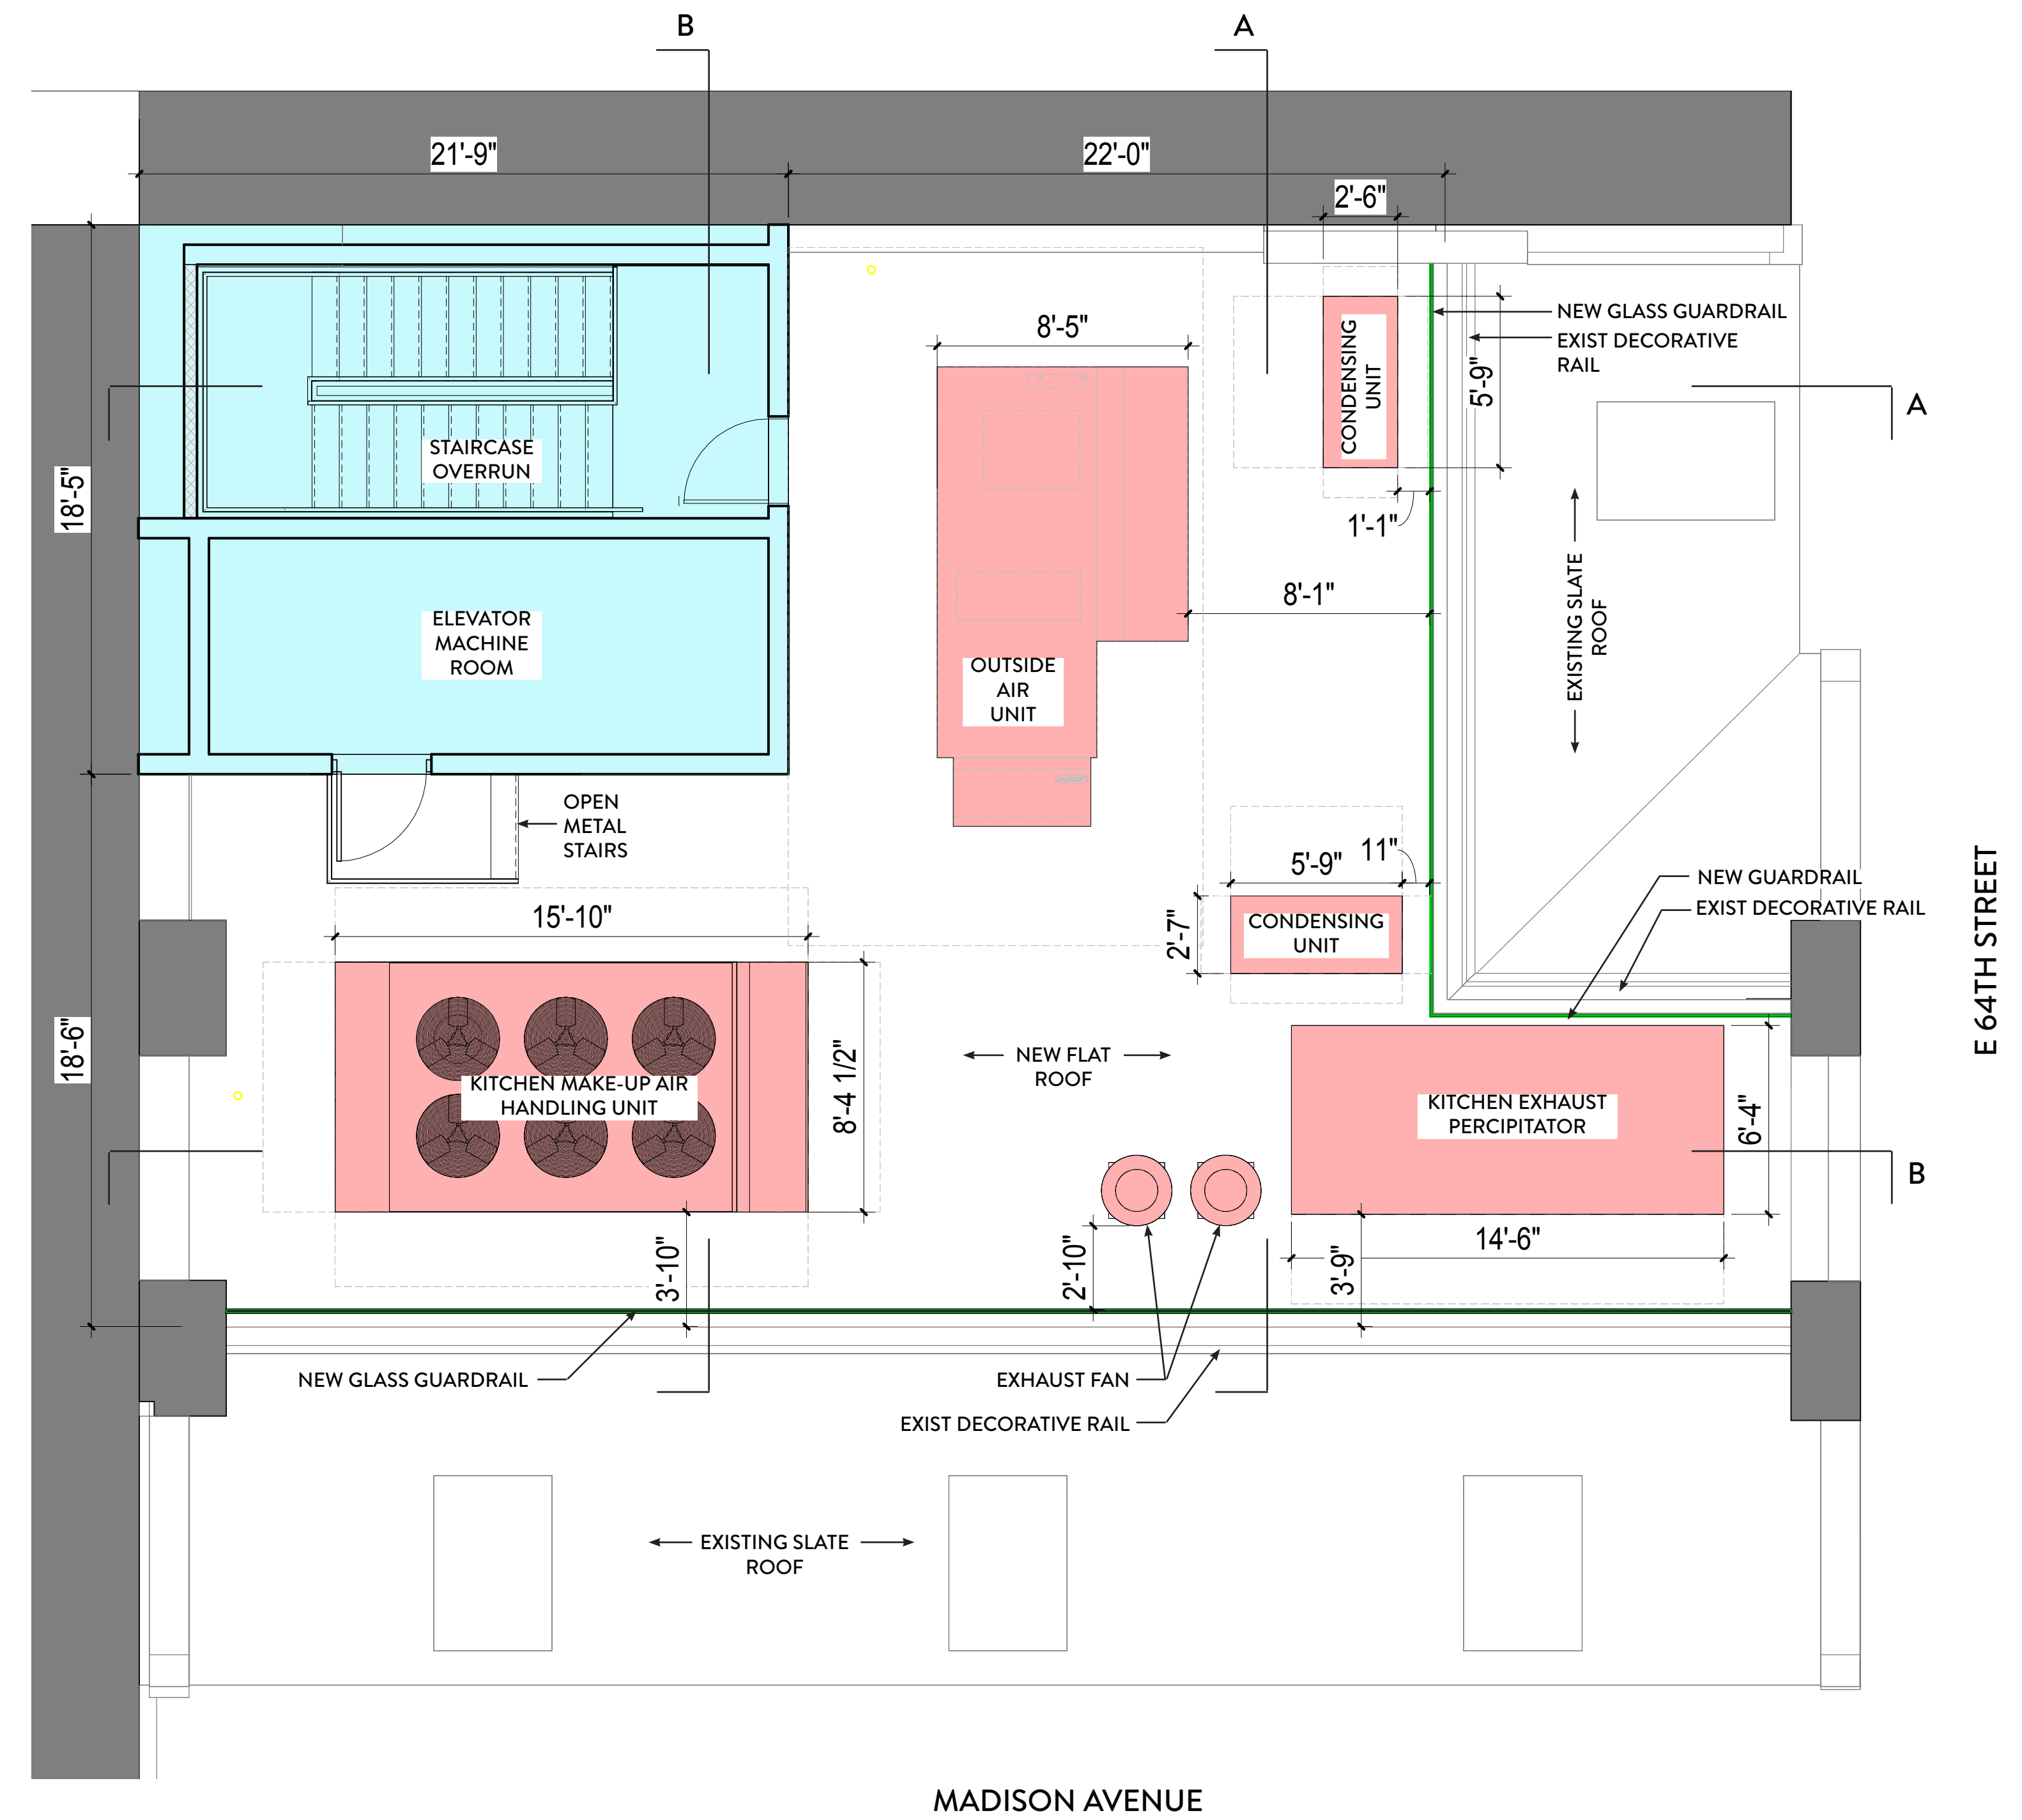 B
A
21'-9"
22'-0"
2'-6"
NEW GLASS GUARDRAIL
EXIST DECORATIVE
RAIL
8'-5"
CONDENSING
UNIT
5'-9"
A
STAIRCASE
OVERRUN
18'-5"
1'-1"
8'-1"
EXISTING SLATE
ROOF
ELEVATOR
MACHINE
ROOM
OUTSIDE
AIR
UNIT
OPEN
METAL
STAIRS
11"
5'-9"
NEW GUARDRAIL
EXIST DECORATIVE RAIL
15'-10"
2'-7"
CONDENSING
UNIT
E 64TH STREET
18'-6"
NEW FLAT
ROOF
KITCHEN MAKE-UP AIR
HANDLING UNIT
8'-4 1/2"
KITCHEN EXHAUST
PERCIPITATOR
6'-4"
B
3'-10"
2'-10"
14'-6"
3'-9"
NEW GLASS GUARDRAIL
EXHAUST FAN
EXIST DECORATIVE RAIL
EXISTING SLATE
ROOF
MADISON AVENUE